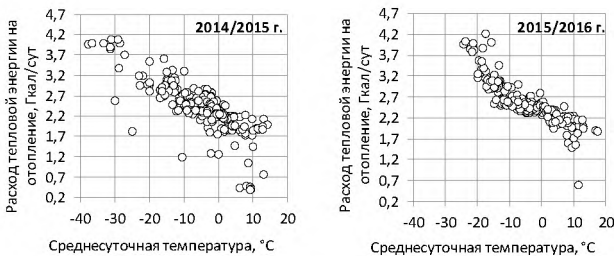 2014/2015 г.
Расход тепловой энергии на
отопление, Гкал/сут
4,7
4,2
3,7
3,2
2,7
2,2
1,7
1,2
0,7
0,2
-40 -30 -20 -10 0 10 20
Среднесуточная температура, °С
2015/2016 г.
Расход тепловой энергии на
отопление, Гкал/сут
4,7
4,2
3,7
3,2
2,7
2,2
1,7
1,2
0,7
0,2
-40 -30 -20 -10 0 10 20
Среднесуточная температура, °С